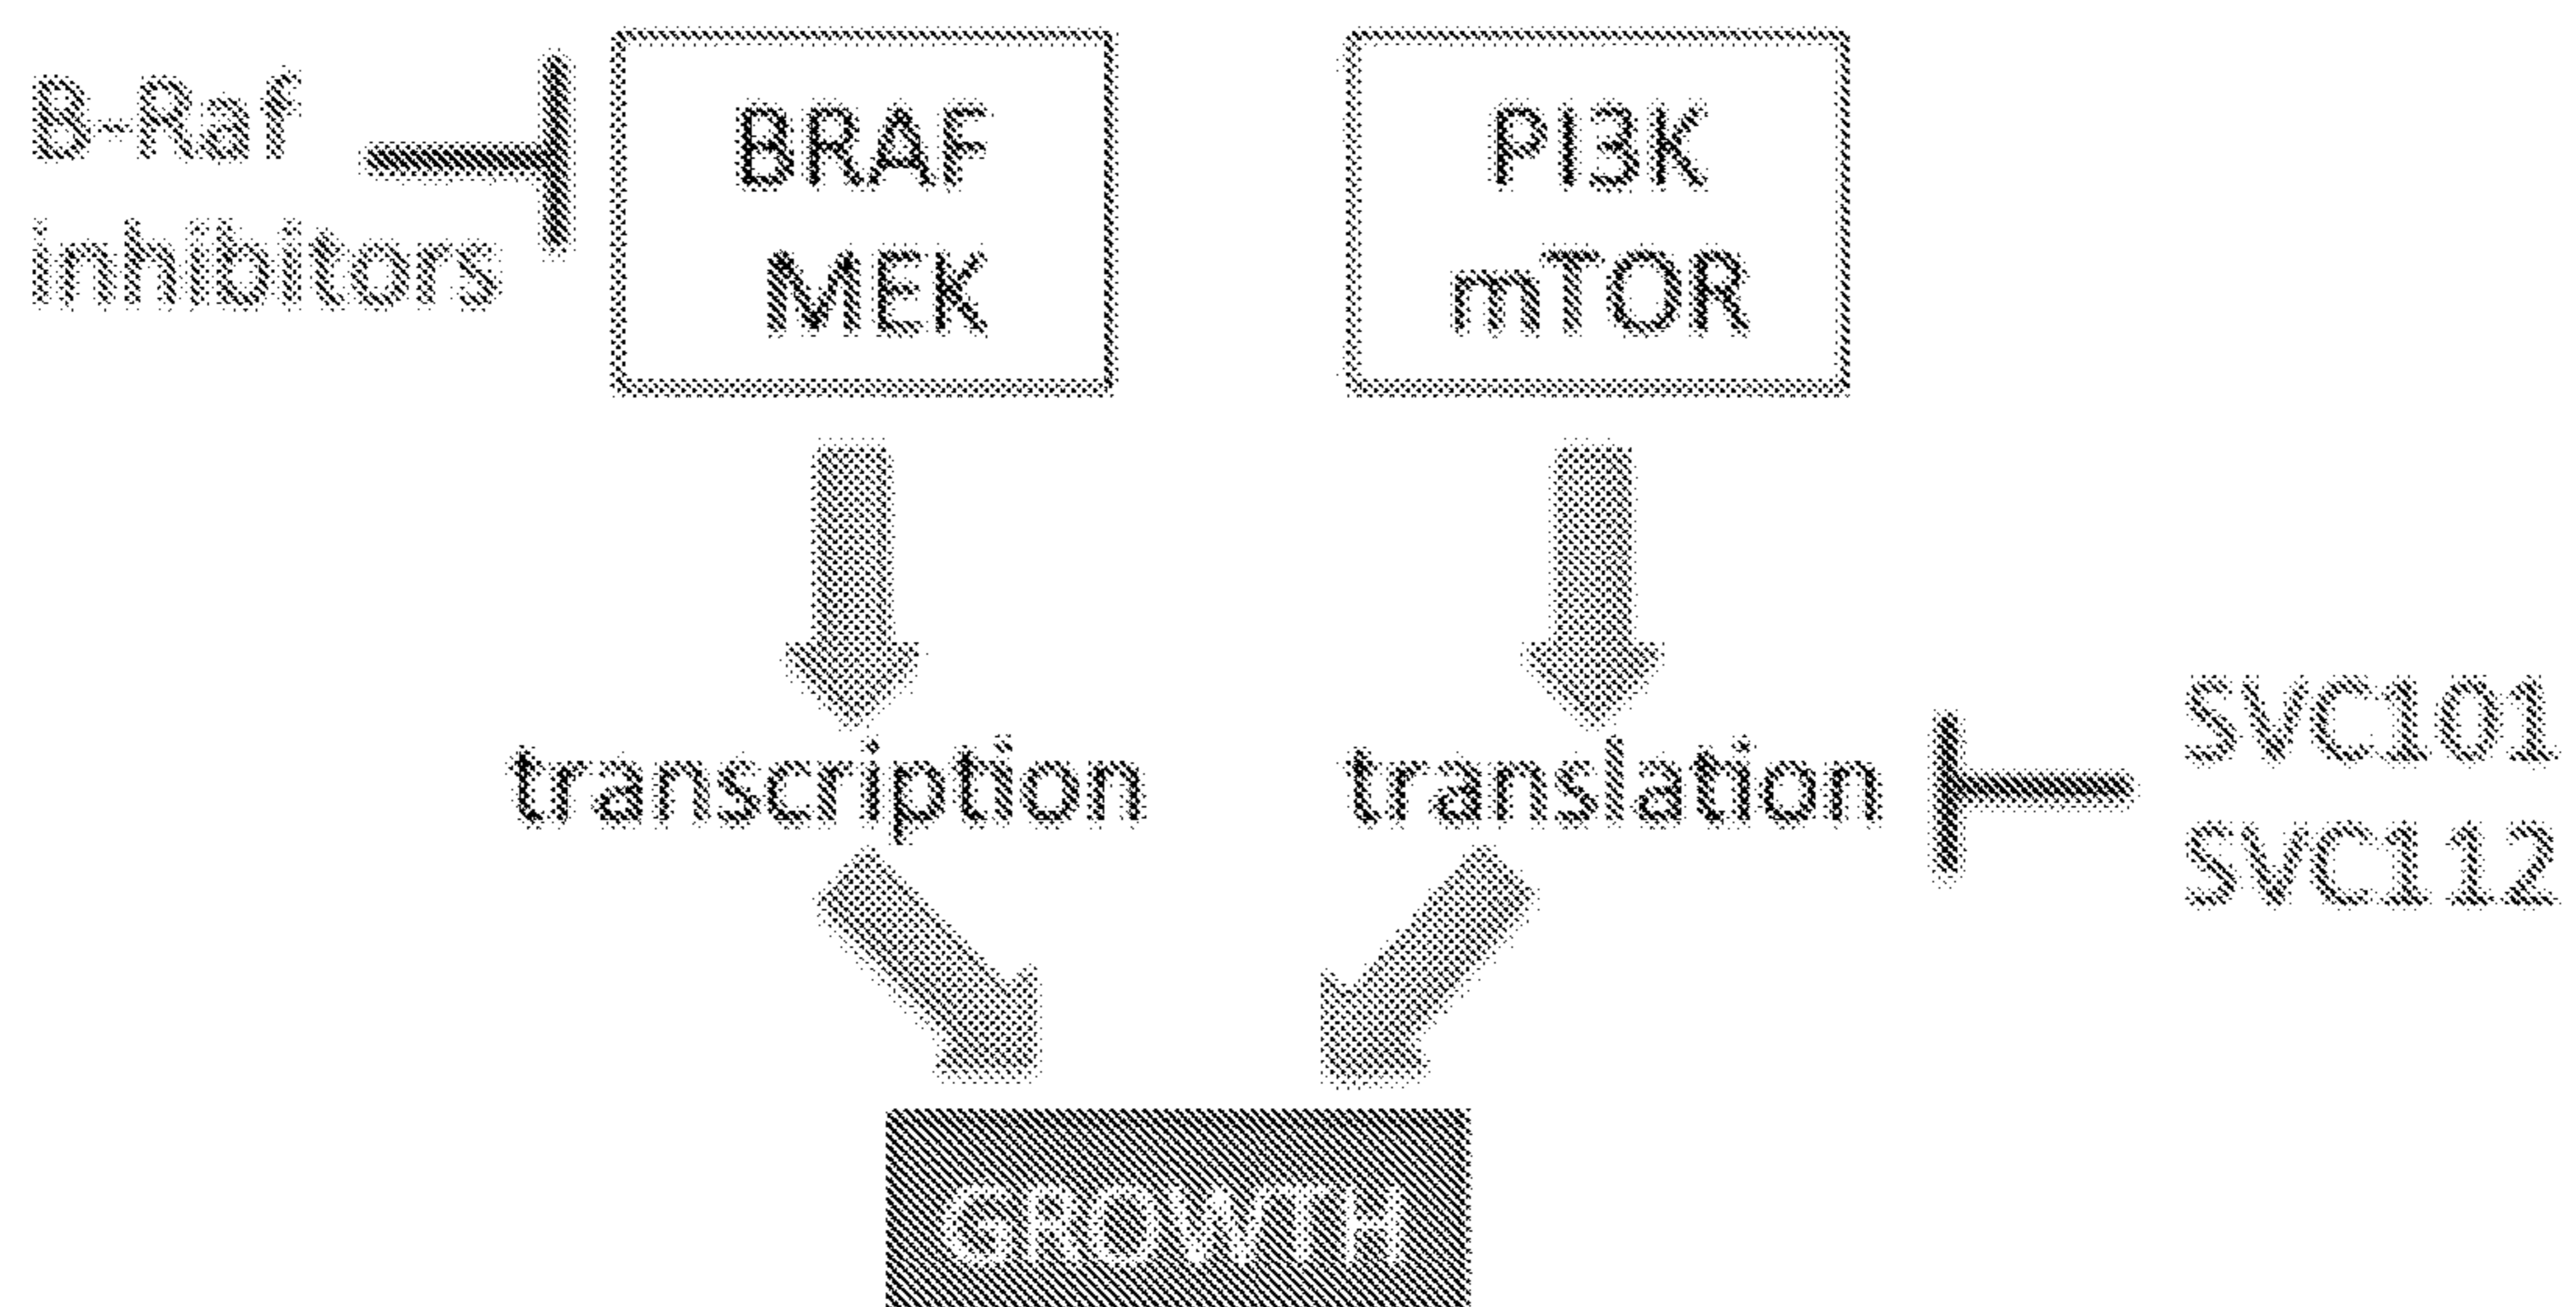 B-Raf
inhibitors
BRAF
MEK
PI3K
mTOR
transcription
translation
SVC101
SVC112
GROWTH